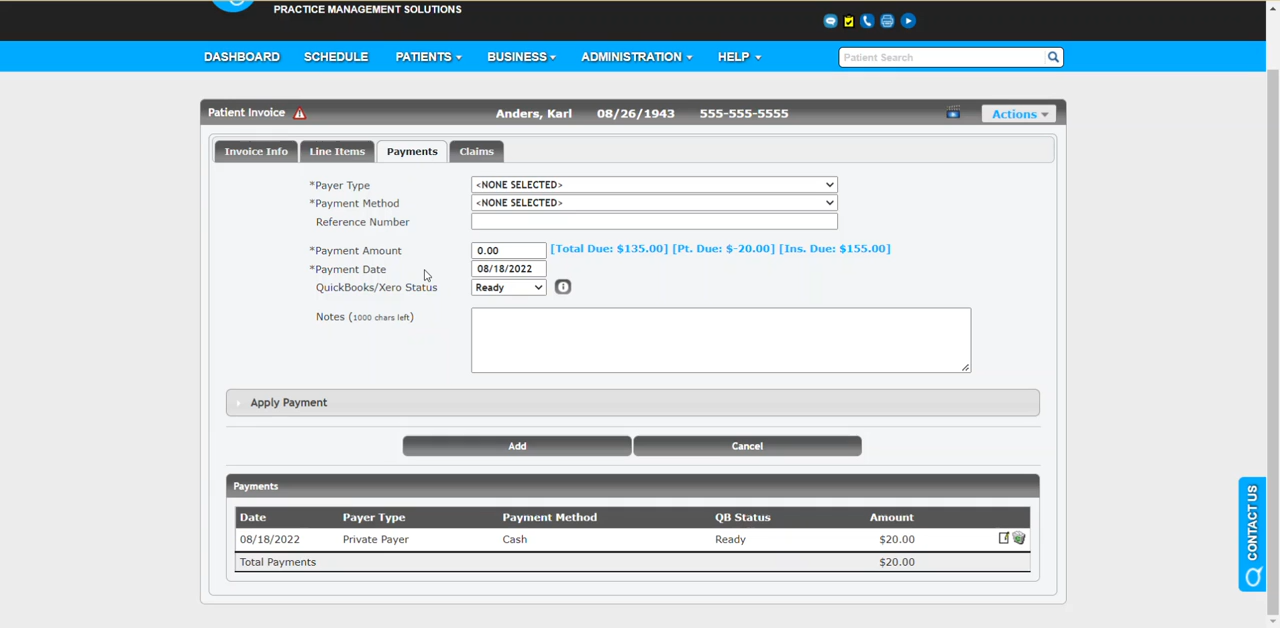 PRACTICE MANAGEMENT SOLUTIONS
DASHBOARD SCHEDULE PATIENTS BUSINESS ADMINISTRATION HELP Patient Search
Patient Invoice Anders, Karl 08/26/1943 555-555-5555 Actions
Invoice Info Line Items Payments Claims
*Payer Type <NONE SELECTED>
*Payment Method <NONE SELECTED>
Reference Number
*Payment Amount 0.00 [Total Due: $135.00] [Pt. Due: $-20.00] [Ins. Due: $155.00]
*Payment Date 08/18/2022
QuickBooks/Xero Status Ready
Notes (1000 chars left)
Apply Payment
Add Cancel
Payments
Date Payer Type Payment Method QB Status Amount
08/18/2022 Private Payer Cash Ready $20.00
Total Payments $20.00
CONTACT US